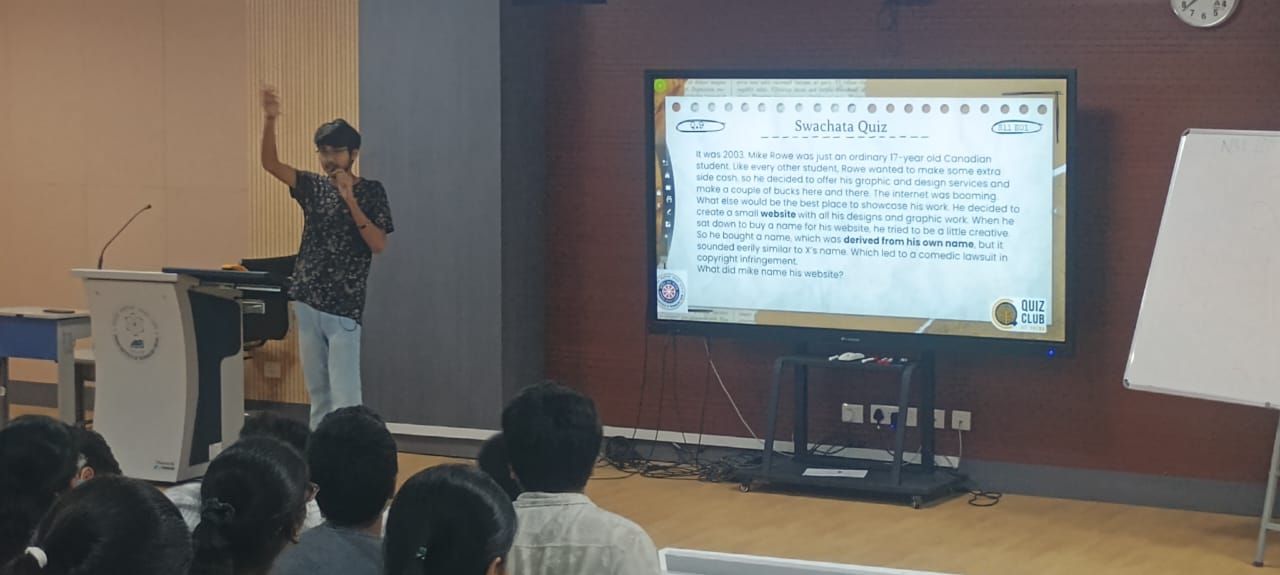 Q.9
Swachata Quiz
It was 2003. Mike Rowe was just an ordinary 17-year old Canadian
student. Like every other student, Rowe wanted to make some extra
side cash, so he decided to offer his graphic and design services and
make a couple of bucks here and there. The internet was booming.
What else would be the best place to showcase his work. He decided to
create a small website with all his designs and graphic work. When he
sat down to buy a name for his website, he tried to be a little creative.
So he bought a name, which was derived from his own name, but it
sounded eerily similar to X's name. Which led to a comedic lawsuit in
copyright infringement.
What did mike name his website?
QUIZ
CLUB
8
7
6
5
4